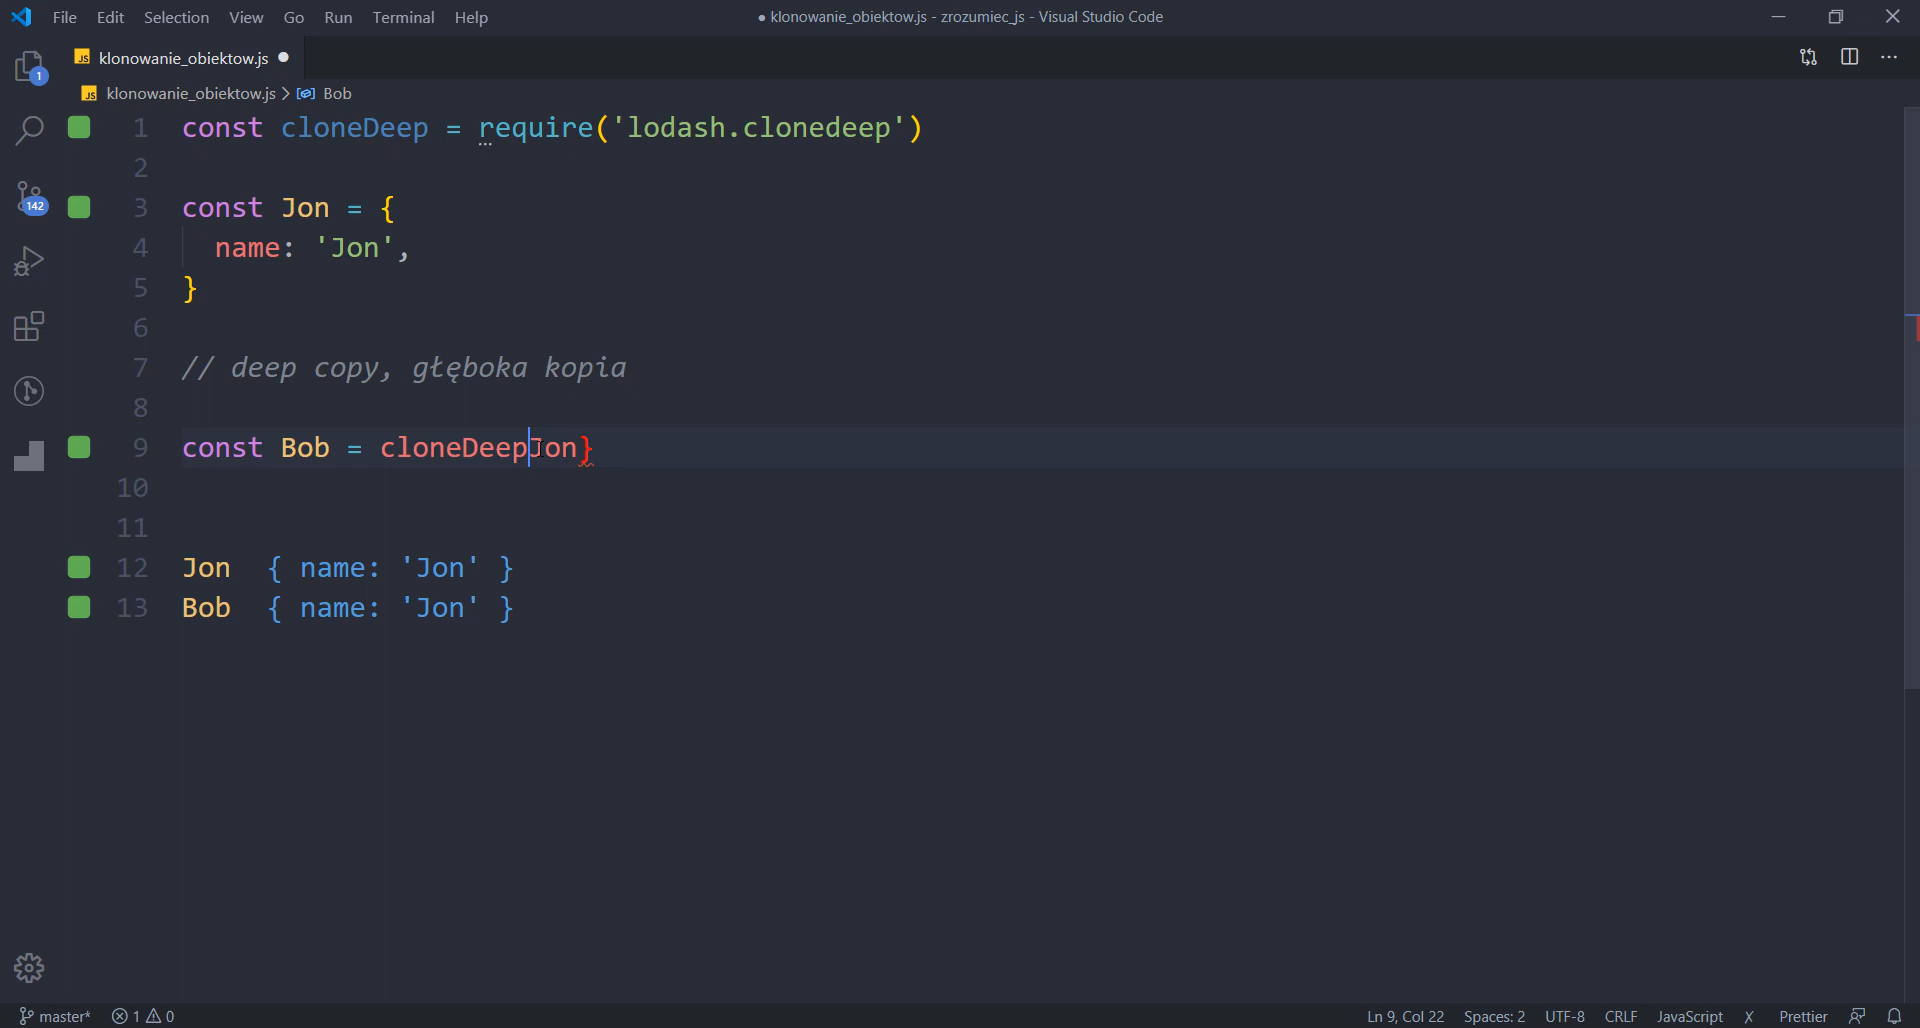 File Edit Selection View Go Run Terminal Help
● klonowanie_obiektow.js - zrozumiec_js - Visual Studio Code
JS klonowanie_obiektow.js ●
JS klonowanie_obiektow.js > Bob
1
142
1 const cloneDeep = require('lodash.clonedeep')
2
3 const Jon = {
4 name: 'Jon',
5 }
6
7 // deep copy, głęboka kopia
8
9 const Bob = cloneDeepJon}
10
11
12 Jon { name: 'Jon' }
13 Bob { name: 'Jon' }
master* 1 0
Ln 9, Col 22 Spaces: 2 UTF-8 CRLF JavaScript X Prettier